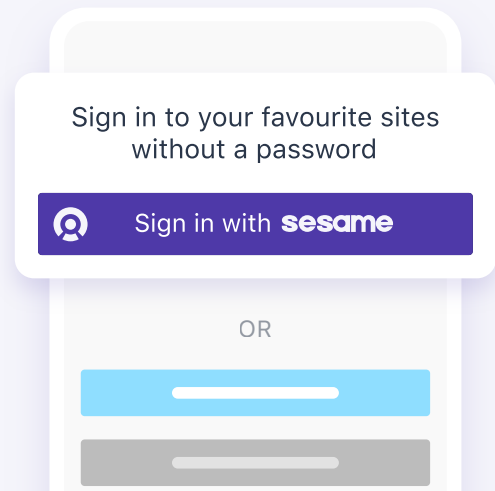 Sign in to your favourite sites
without a password
Sign in with sesame
OR